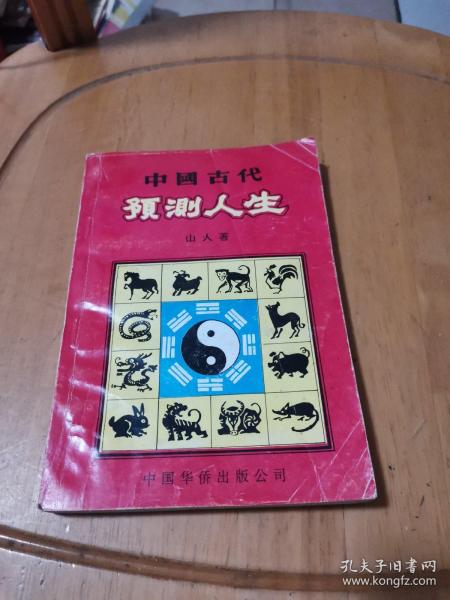 中國古代
預測人生
山人著
中国华侨出版公司
孔夫子旧书网
www.kongfz.com